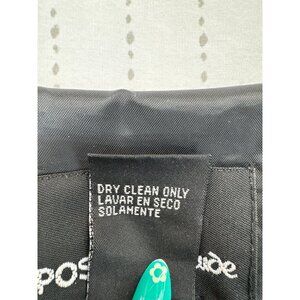 DRY CLEAN ONLY
LAVAR EN SECO
SOLAMENTE